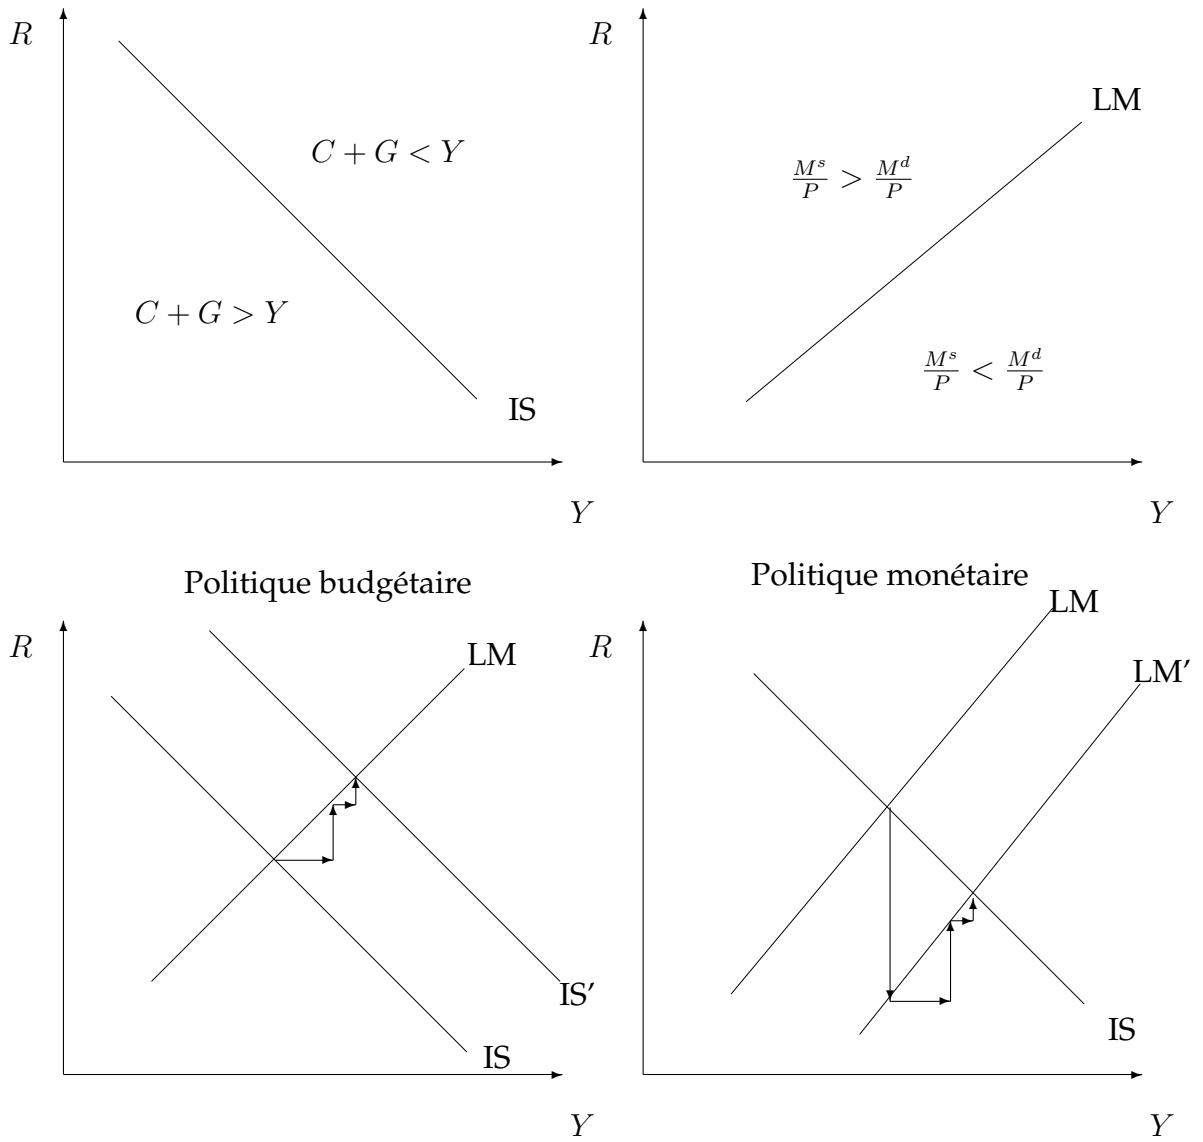 R
C + G < Y
C + G > Y
IS
Y
R
LM
M^s/P > M^d/P
M^s/P < M^d/P
Y
Politique budgétaire
R
LM
IS′
IS
Y
Politique monétaire
R
LM
LM′
IS
Y